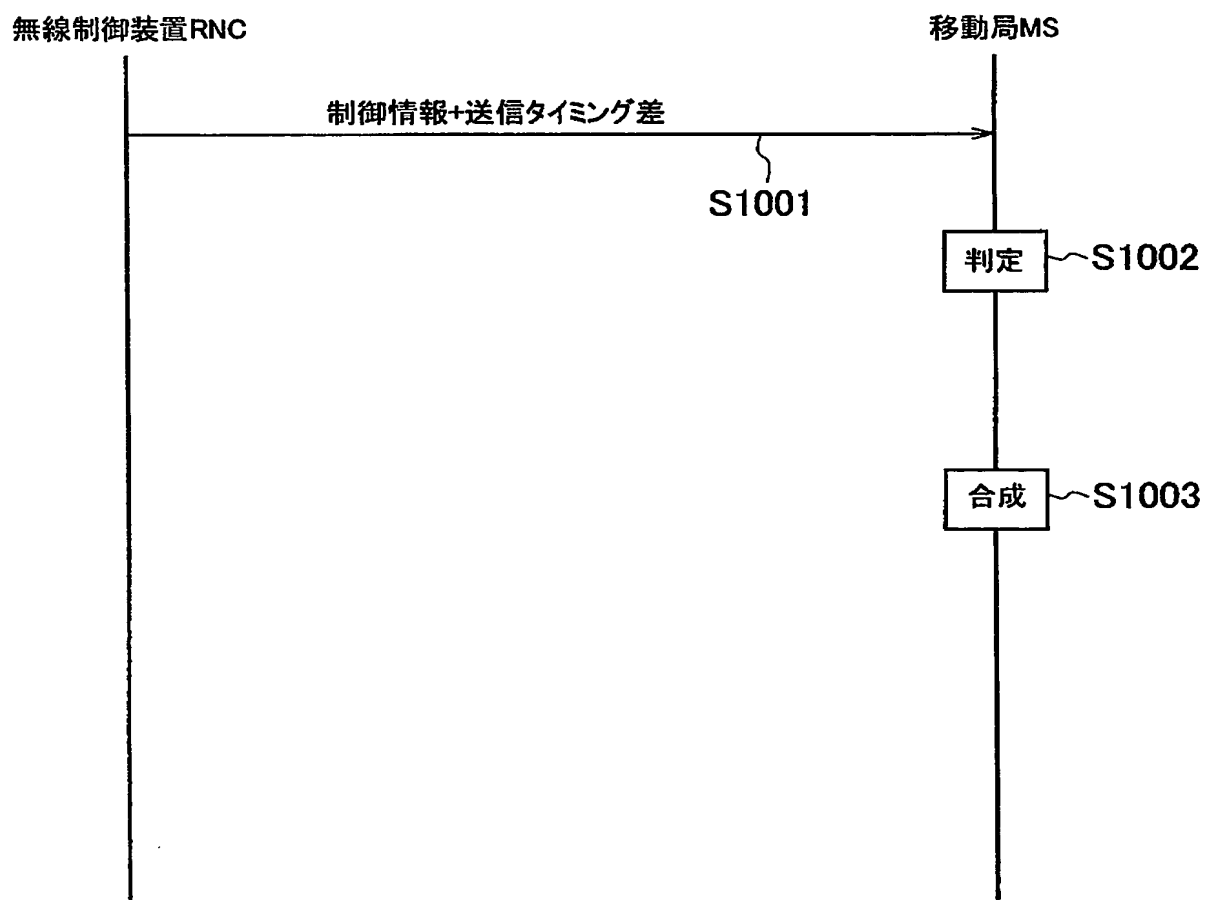 無線制御装置RNC
移動局MS
制御情報+送信タイミング差
S1001
判定
S1002
合成
S1003